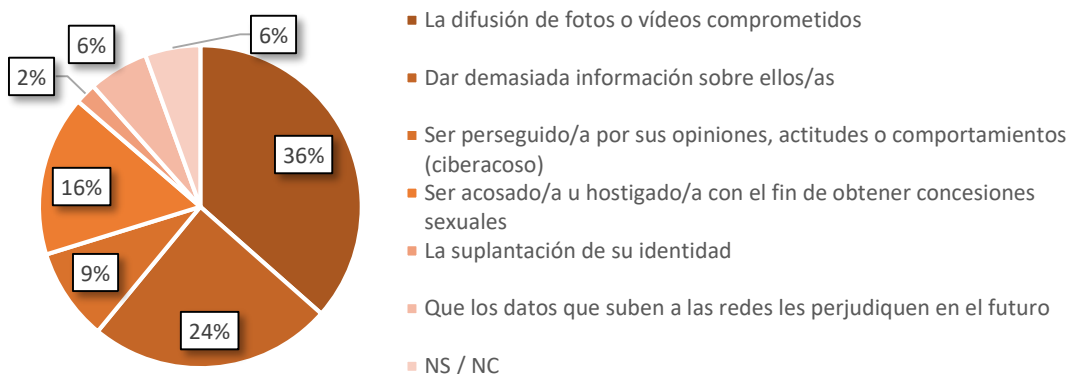 6%
6%
2%
36%
16%
9%
24%
La difusión de fotos o vídeos comprometidos
Dar demasiada información sobre ellos/as
Ser perseguido/a por sus opiniones, actitudes o comportamientos
(ciberacoso)
Ser acosado/a u hostigado/a con el fin de obtener concesiones
sexuales
La suplantación de su identidad
Que los datos que suben a las redes les perjudiquen en el futuro
NS / NC